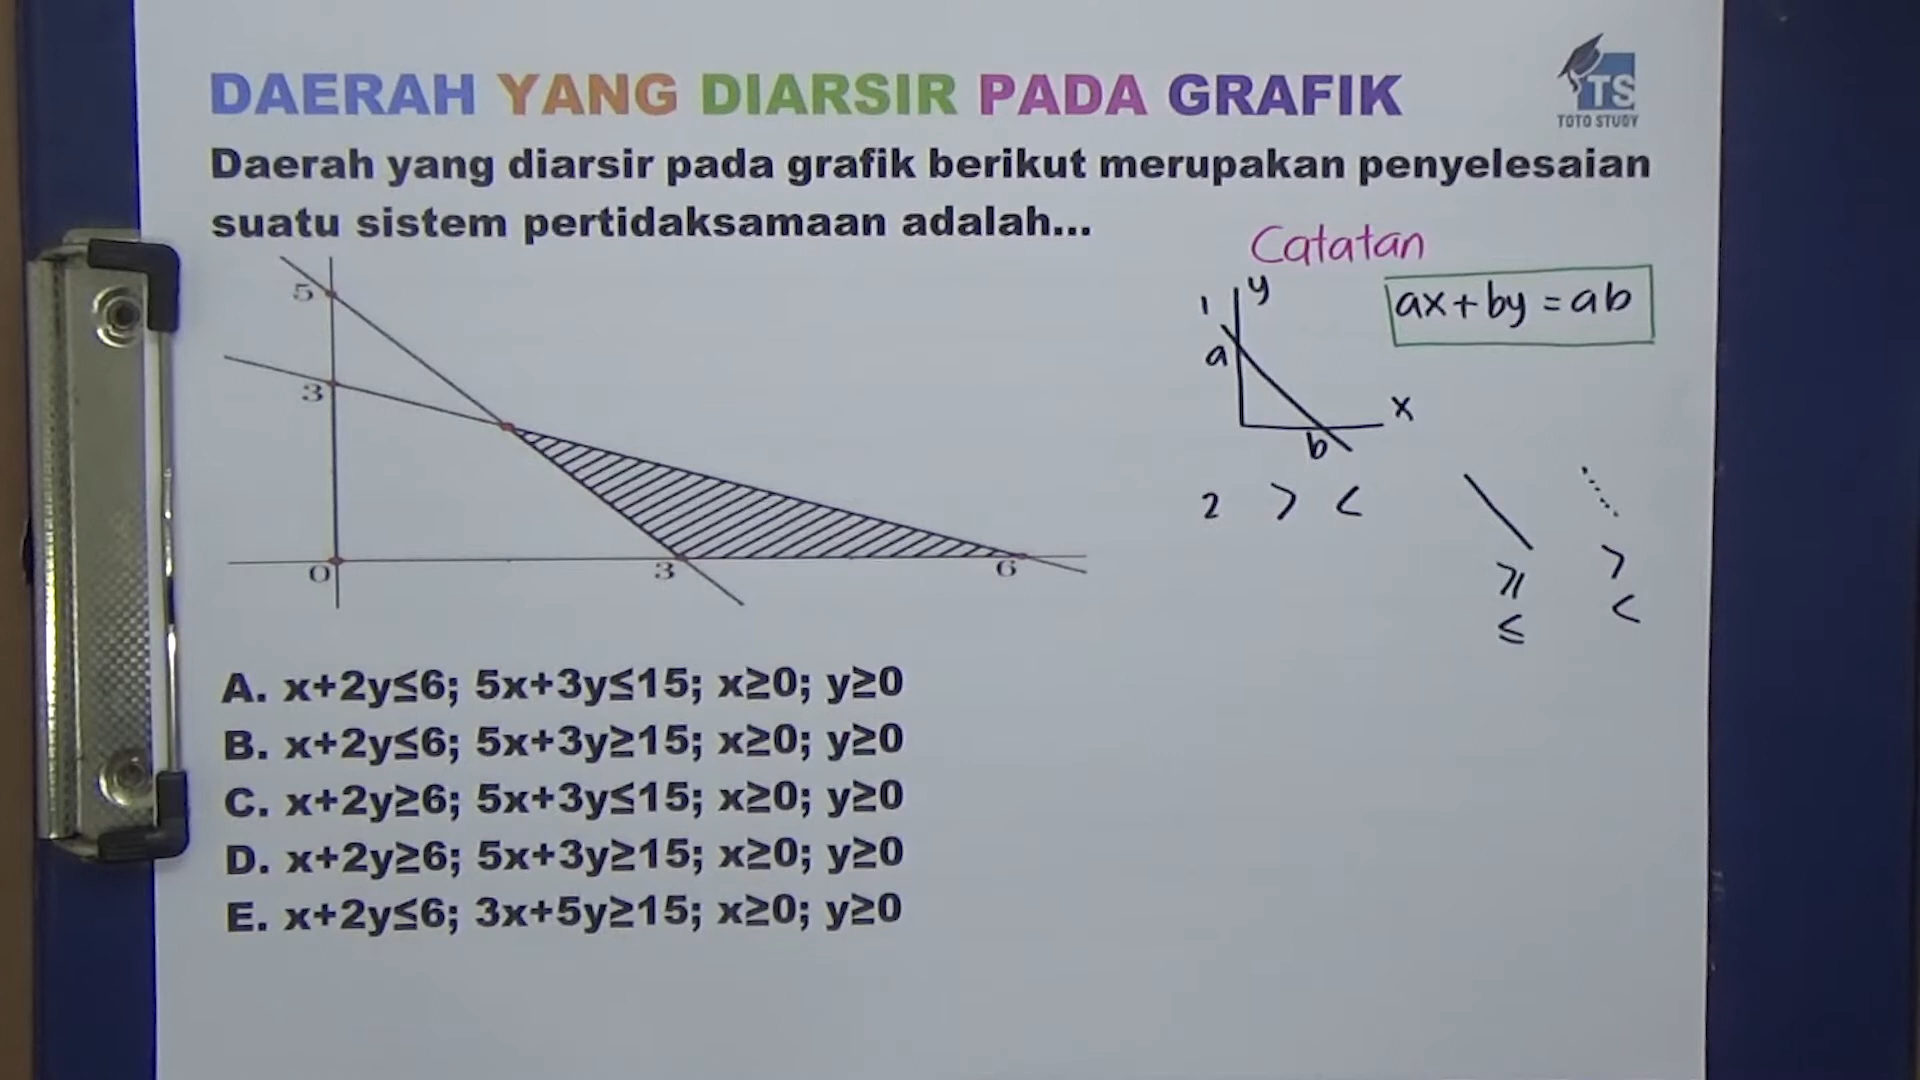 DAERAH YANG DIARSIR PADA GRAFIK
TS
TOTO STUDY
Daerah yang diarsir pada grafik berikut merupakan penyelesaian
suatu sistem pertidaksamaan adalah...
Catatan
5
3
0
3
6
1
y
a
b
x
ax+by=ab
2 > <
≥
≤
>
<
A. x+2y≤6; 5x+3y≤15; x≥0; y≥0
B. x+2y≤6; 5x+3y≥15; x≥0; y≥0
C. x+2y≥6; 5x+3y≤15; x≥0; y≥0
D. x+2y≥6; 5x+3y≥15; x≥0; y≥0
E. x+2y≤6; 3x+5y≥15; x≥0; y≥0